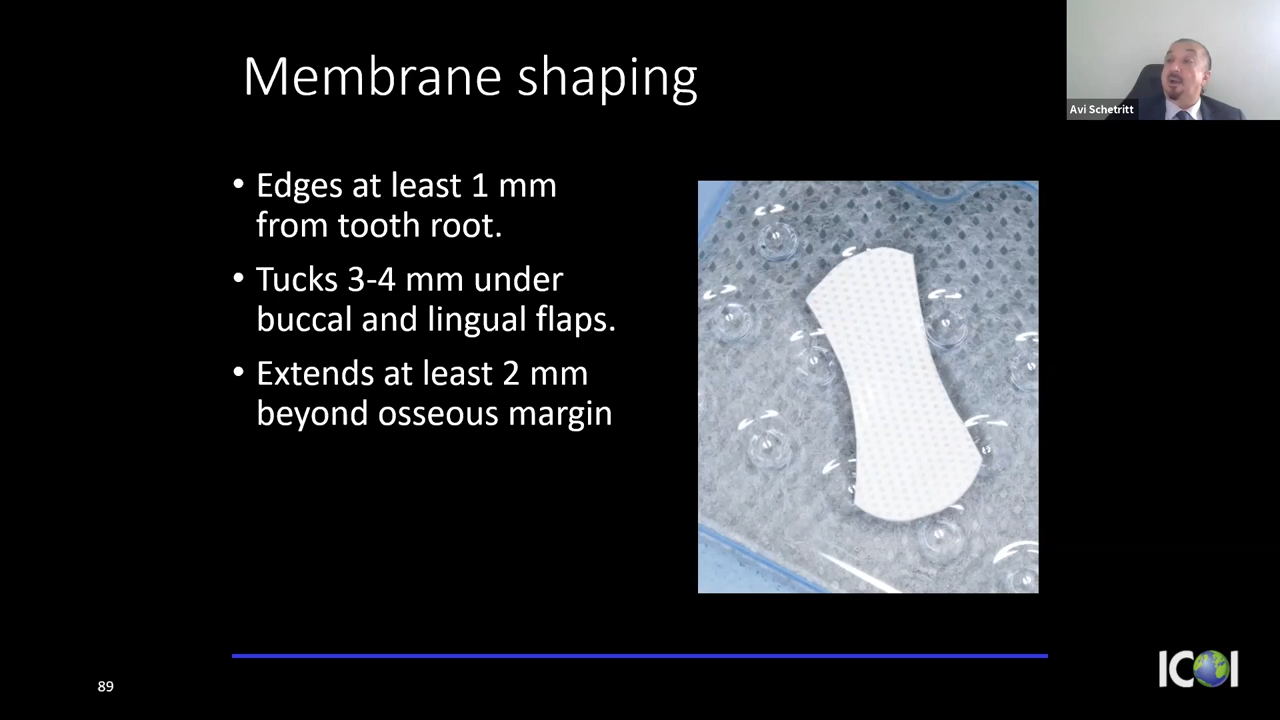 Membrane shaping
Avi Schetritt
• Edges at least 1 mm
from tooth root.
• Tucks 3-4 mm under
buccal and lingual flaps.
• Extends at least 2 mm
beyond osseous margin
89
ICOI